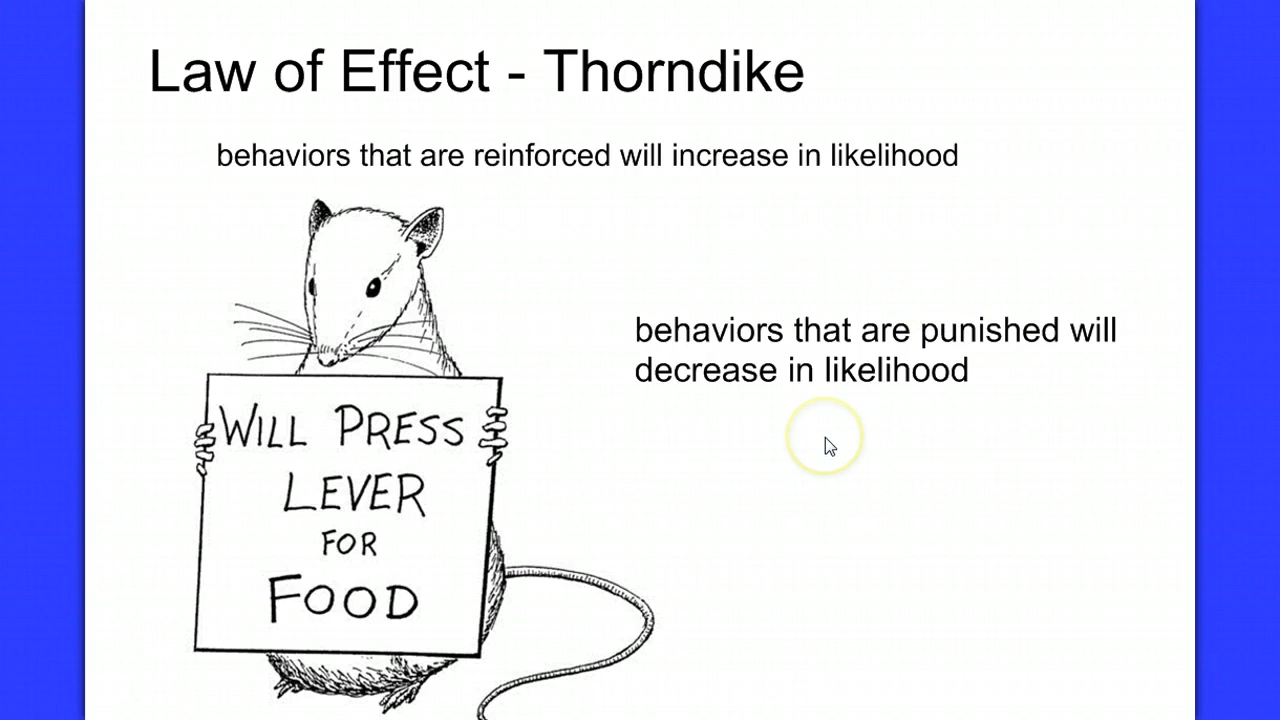 Law of Effect - Thorndike
behaviors that are reinforced will increase in likelihood
behaviors that are punished will
decrease in likelihood
WILL PRESS
LEVER
FOR
FOOD